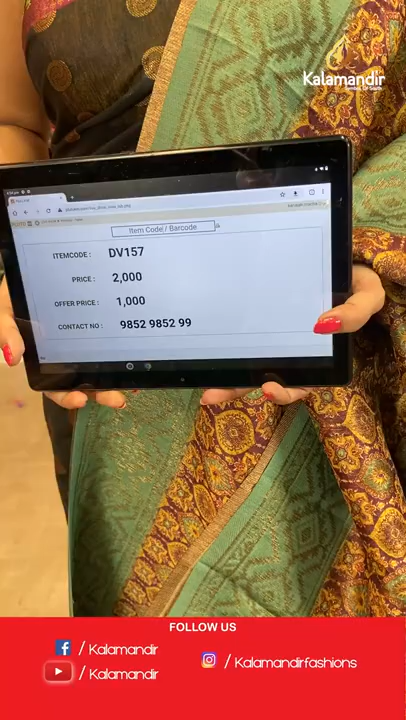 Kalamandir
Item Code / Barcode
ITEMCODE : DV157
PRICE : 2,000
OFFER PRICE : 1,000
CONTACT NO : 9852 9852 99
FOLLOW US
/ Kalamandir
/ Kalamandir
/ Kalamandirfashions